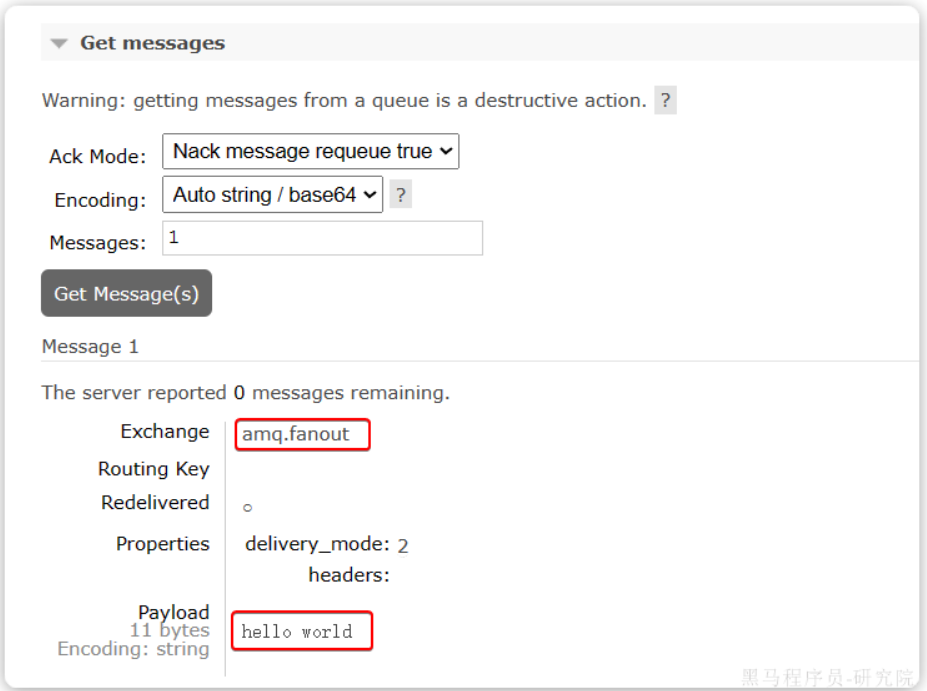 Get messages
Warning: getting messages from a queue is a destructive action. ?
Ack Mode: Nack message requeue true
Encoding: Auto string / base64 ?
Messages: 1
Get Message(s)
Message 1
The server reported 0 messages remaining.
Exchange amq.fanout
Routing Key
Redelivered ○
Properties delivery_mode: 2
headers:
Payload
11 bytes
Encoding: string
hello world
黑马程序员-研究院